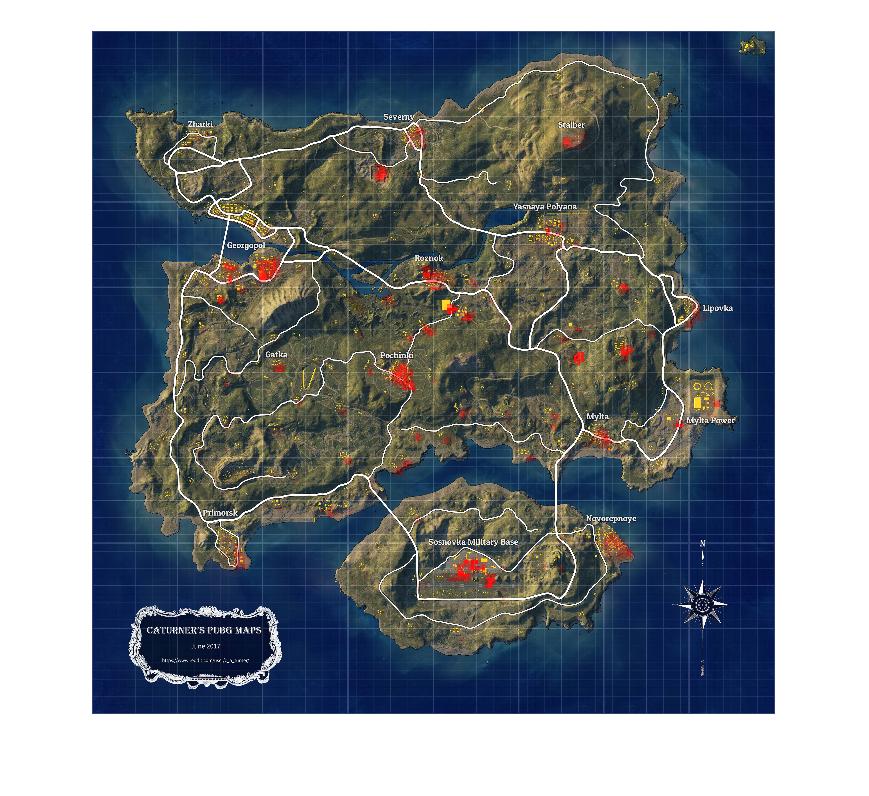 Severny
Zharki
Stalber
Yasnaya Polyana
Georgopol
Rozhok
Lipovka
Gatka
Pochinki
Mylta
Mylta Power
Primorsk
Novorepnoye
Sosnovka Military Base
N
CATURNER'S PUBG MAPS
June 2017